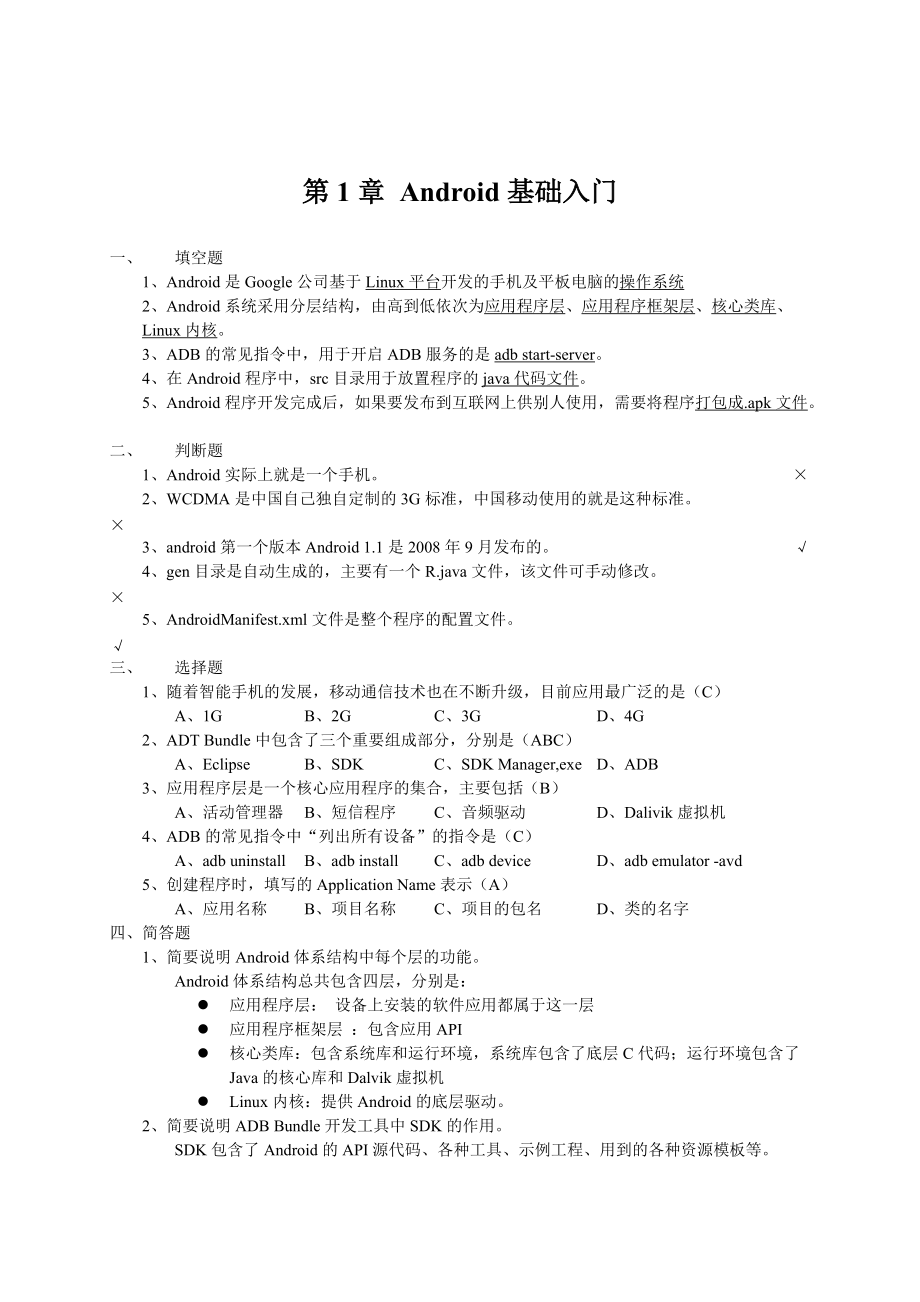 第 1 章 Android 基础入门
一、 填空题
1、Android 是 Google 公司基于 Linux 平台开发的手机及平板电脑的操作系统
2、Android 系统采用分层结构，由高到低依次为应用程序层、应用程序框架层、核心类库、
Linux 内核。
3、ADB 的常见指令中，用于开启 ADB 服务的是 adb start-server。
4、在 Android 程序中，src 目录用于放置程序的 java 代码文件。
5、Android 程序开发完成后，如果要发布到互联网上供别人使用，需要将程序打包成.apk 文件。
二、 判断题
1、Android 实际上就是一个手机。 ×
2、WCDMA 是中国自己独自定制的 3G 标准，中国移动使用的就是这种标准。
×
3、android 第一个版本 Android 1.1 是 2008 年 9 月发布的。 √
4、gen 目录是自动生成的，主要有一个 R.java 文件，该文件可手动修改。
×
5、AndroidManifest.xml 文件是整个程序的配置文件。
√
三、 选择题
1、随着智能手机的发展，移动通信技术也在不断升级，目前应用最广泛的是（C）
A、1G B、2G C、3G D、4G
2、ADT Bundle 中包含了三个重要组成部分，分别是（ABC）
A、Eclipse B、SDK C、SDK Manager,exe D、ADB
3、应用程序层是一个核心应用程序的集合，主要包括（B）
A、活动管理器 B、短信程序 C、音频驱动 D、Dalivik 虚拟机
4、ADB 的常见指令中“列出所有设备”的指令是（C）
A、adb uninstall B、adb install C、adb device D、adb emulator -avd
5、创建程序时，填写的 Application Name 表示（A）
A、应用名称 B、项目名称 C、项目的包名 D、类的名字
四、简答题
1、简要说明 Android 体系结构中每个层的功能。
Android 体系结构总共包含四层，分别是：
● 应用程序层： 设备上安装的软件应用都属于这一层
● 应用程序框架层 ：包含应用 API
● 核心类库：包含系统库和运行环境，系统库包含了底层 C 代码；运行环境包含了
Java 的核心库和 Dalvik 虚拟机
● Linux 内核：提供 Android 的底层驱动。
2、简要说明 ADB Bundle 开发工具中 SDK 的作用。
SDK 包含了 Android 的 API 源代码、各种工具、示例工程、用到的各种资源模板等。